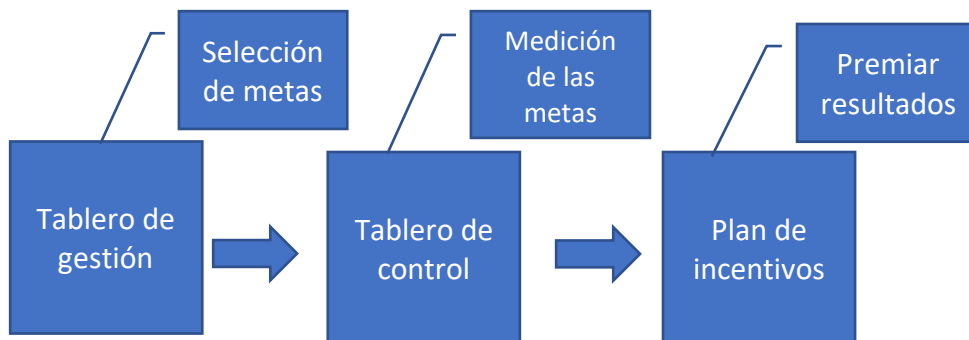 Selección
de metas
Medición
de las
metas
Premiar
resultados
Tablero de
gestión
Tablero de
control
Plan de
incentivos